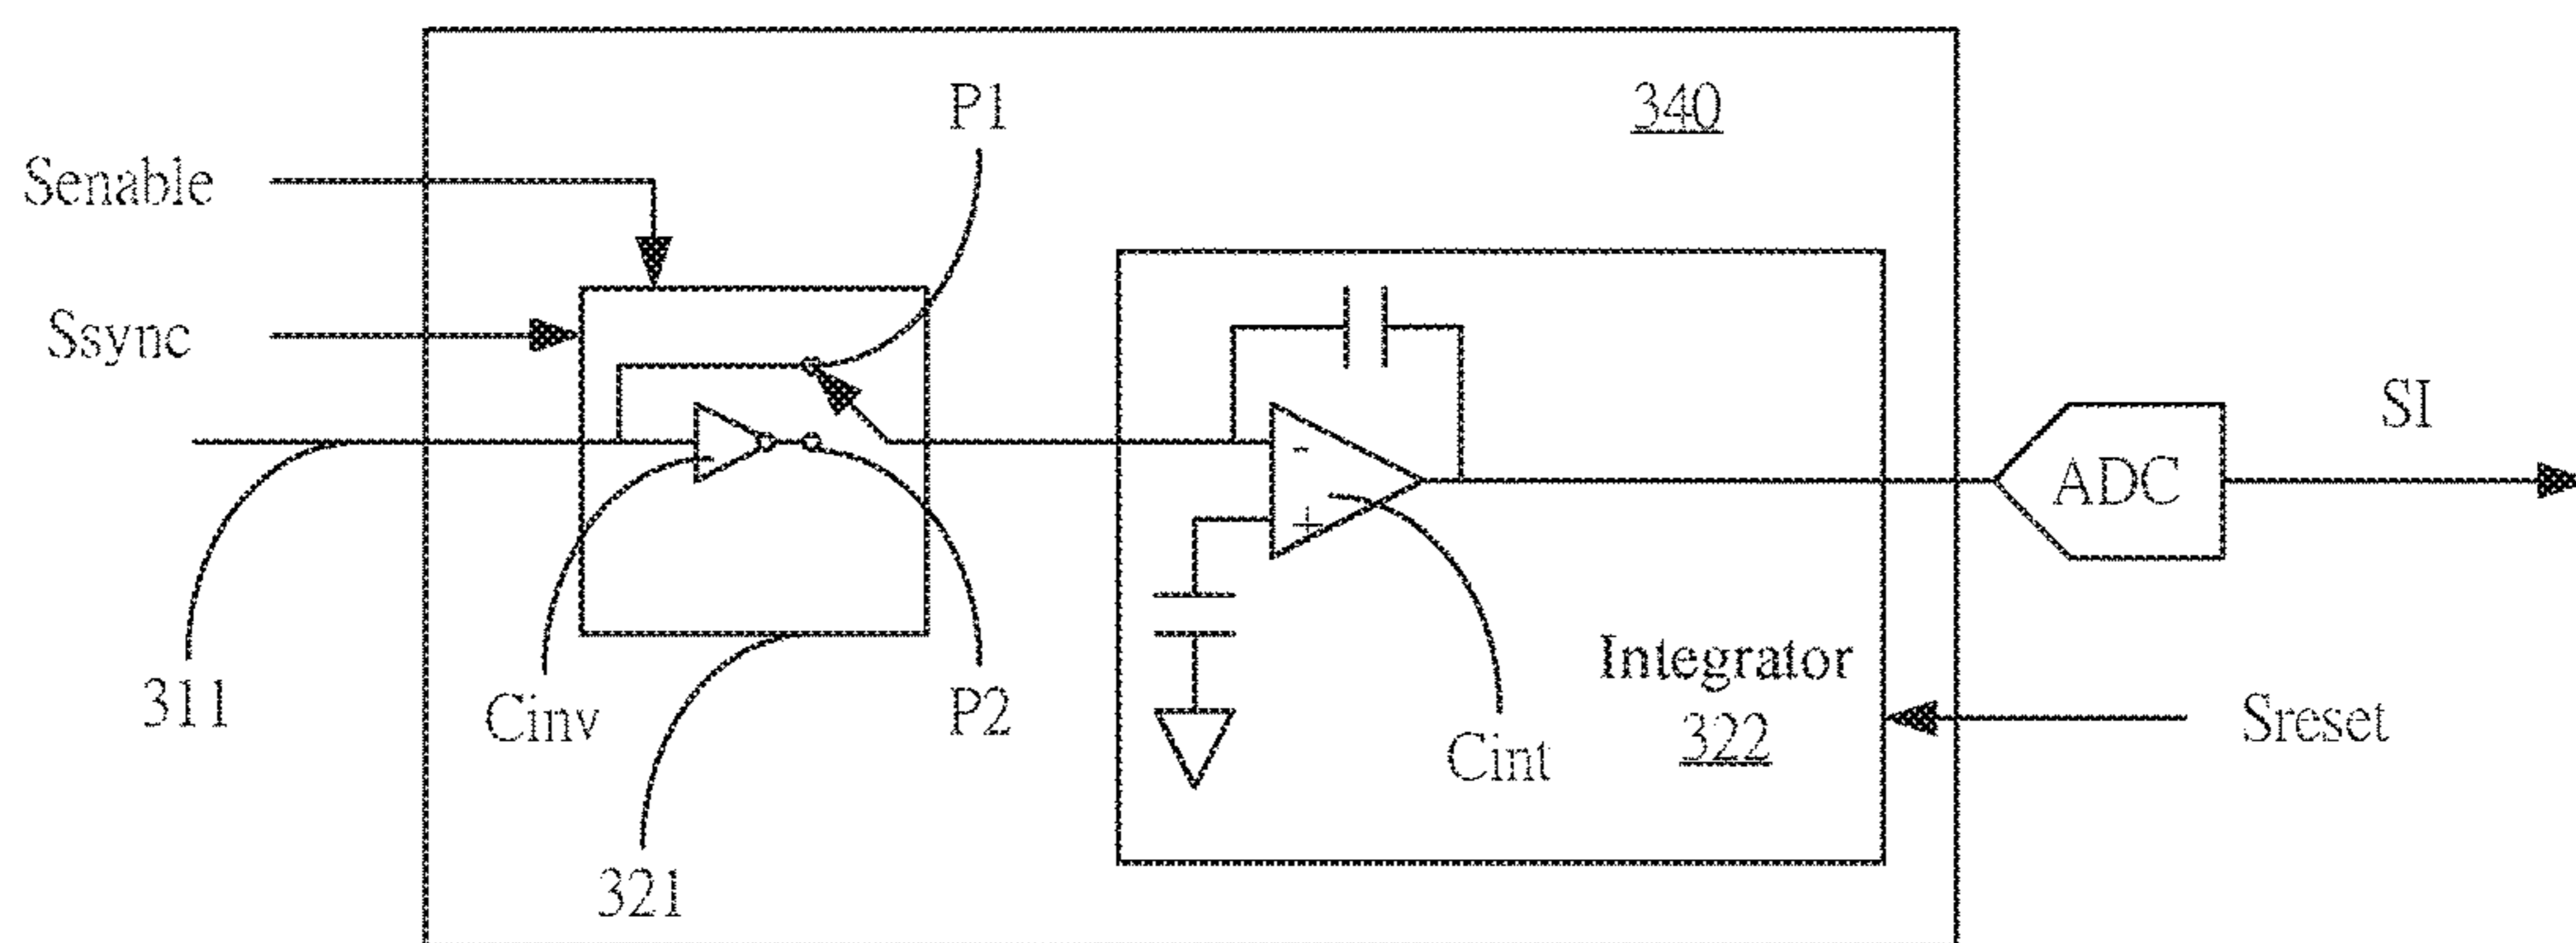 340
P1
Senable
Ssync
SI
ADC
-
+
311
Cinv
P2
Integrator
322
Cint
Sreset
321